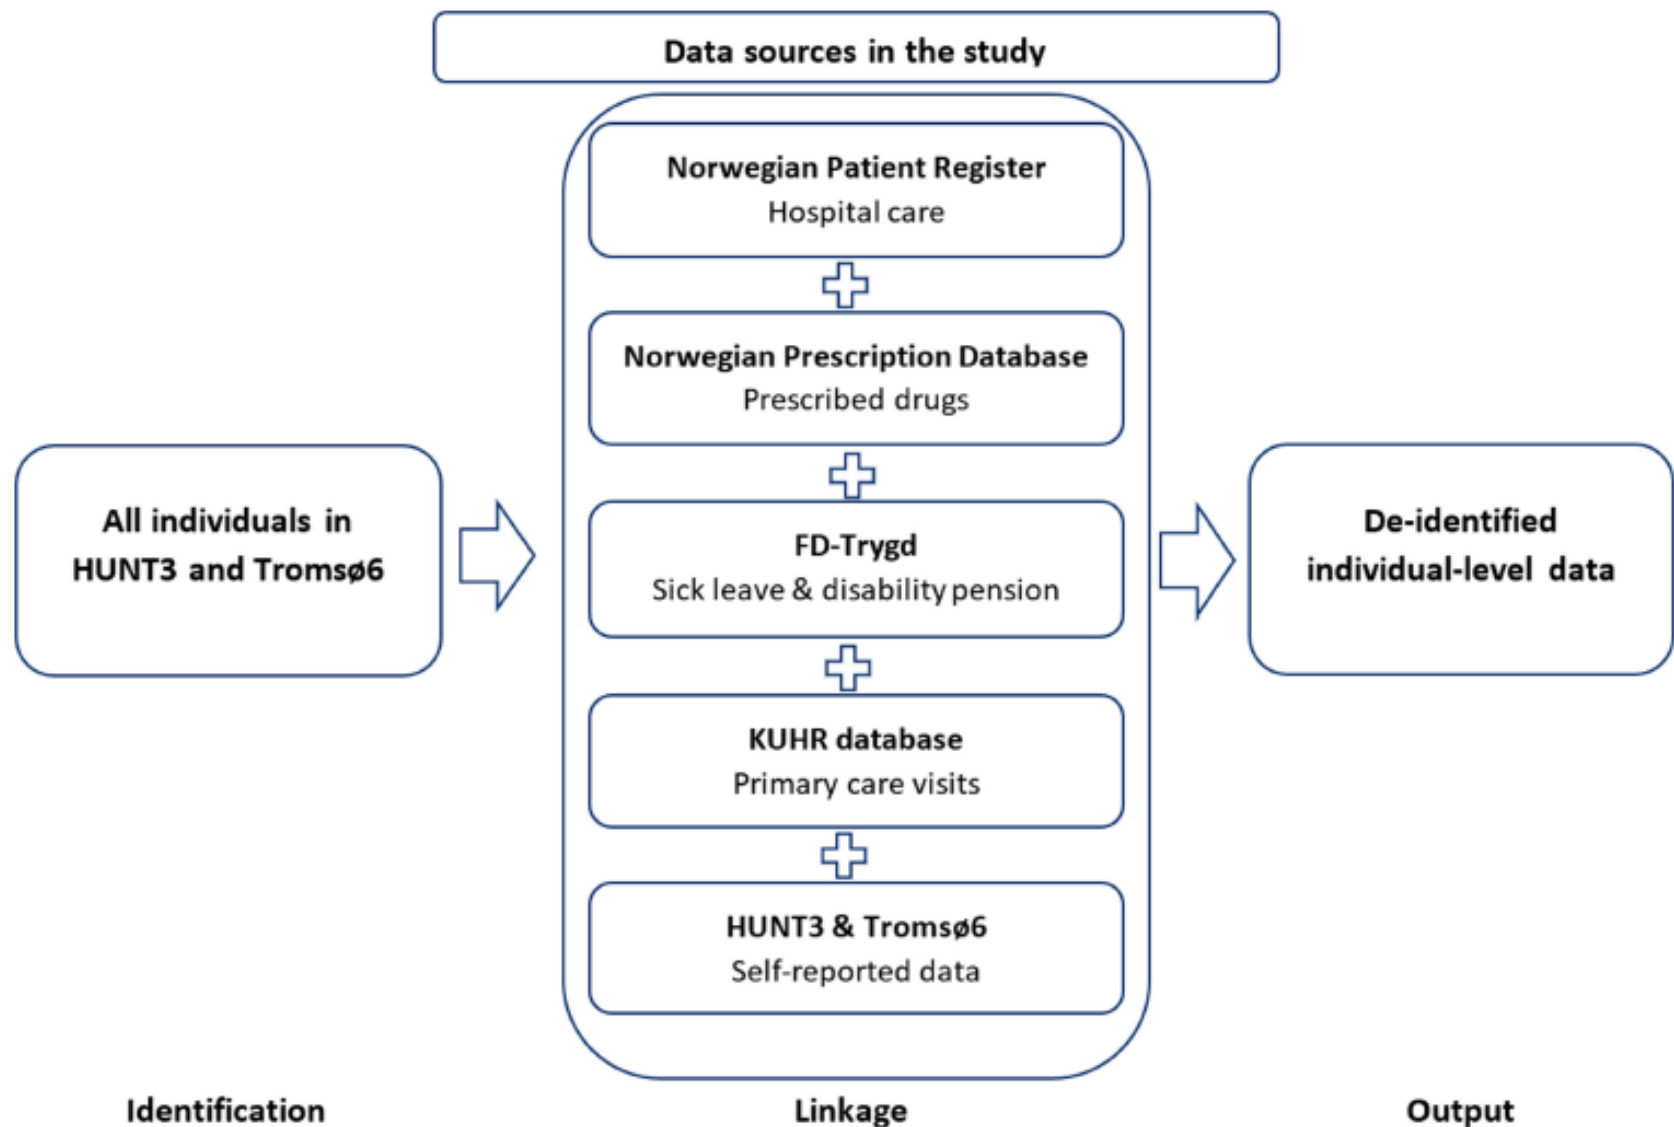 Data sources in the study
Norwegian Patient Register
Hospital care
Norwegian Prescription Database
Prescribed drugs
All individuals in
HUNT3 and Tromsø6
FD-Trygd
Sick leave & disability pension
De-identified
individual-level data
KUHR database
Primary care visits
HUNT3 & Tromsø6
Self-reported data
Identification
Linkage
Output